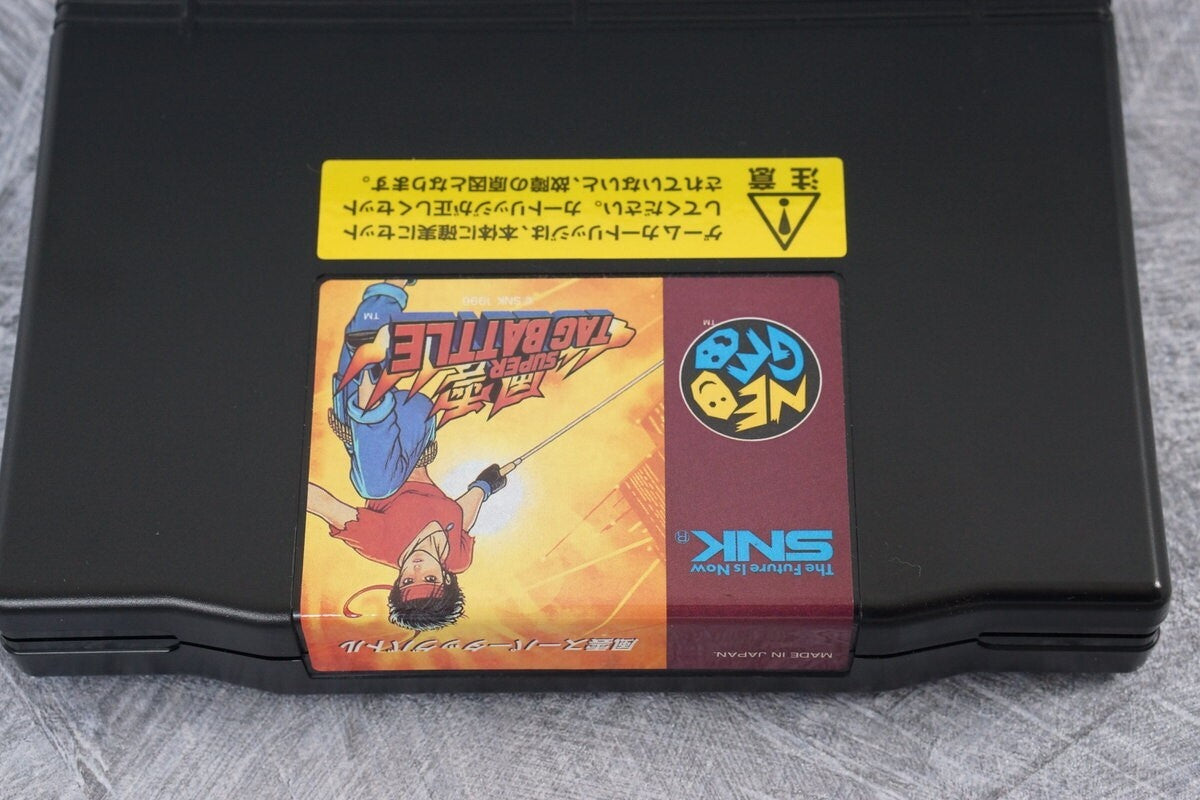 風雲スーパータッグバトル
MADE IN JAPAN.
The Future Is Now
SNK®
NEO
GEO
TM
風雲
SUPER
TAG BATTLE
TM
© SNK 1996
注意
ゲームカートリッジは、本体に確実にセット
してください。カートリッジが正しくセット
されていないと、故障の原因となります。